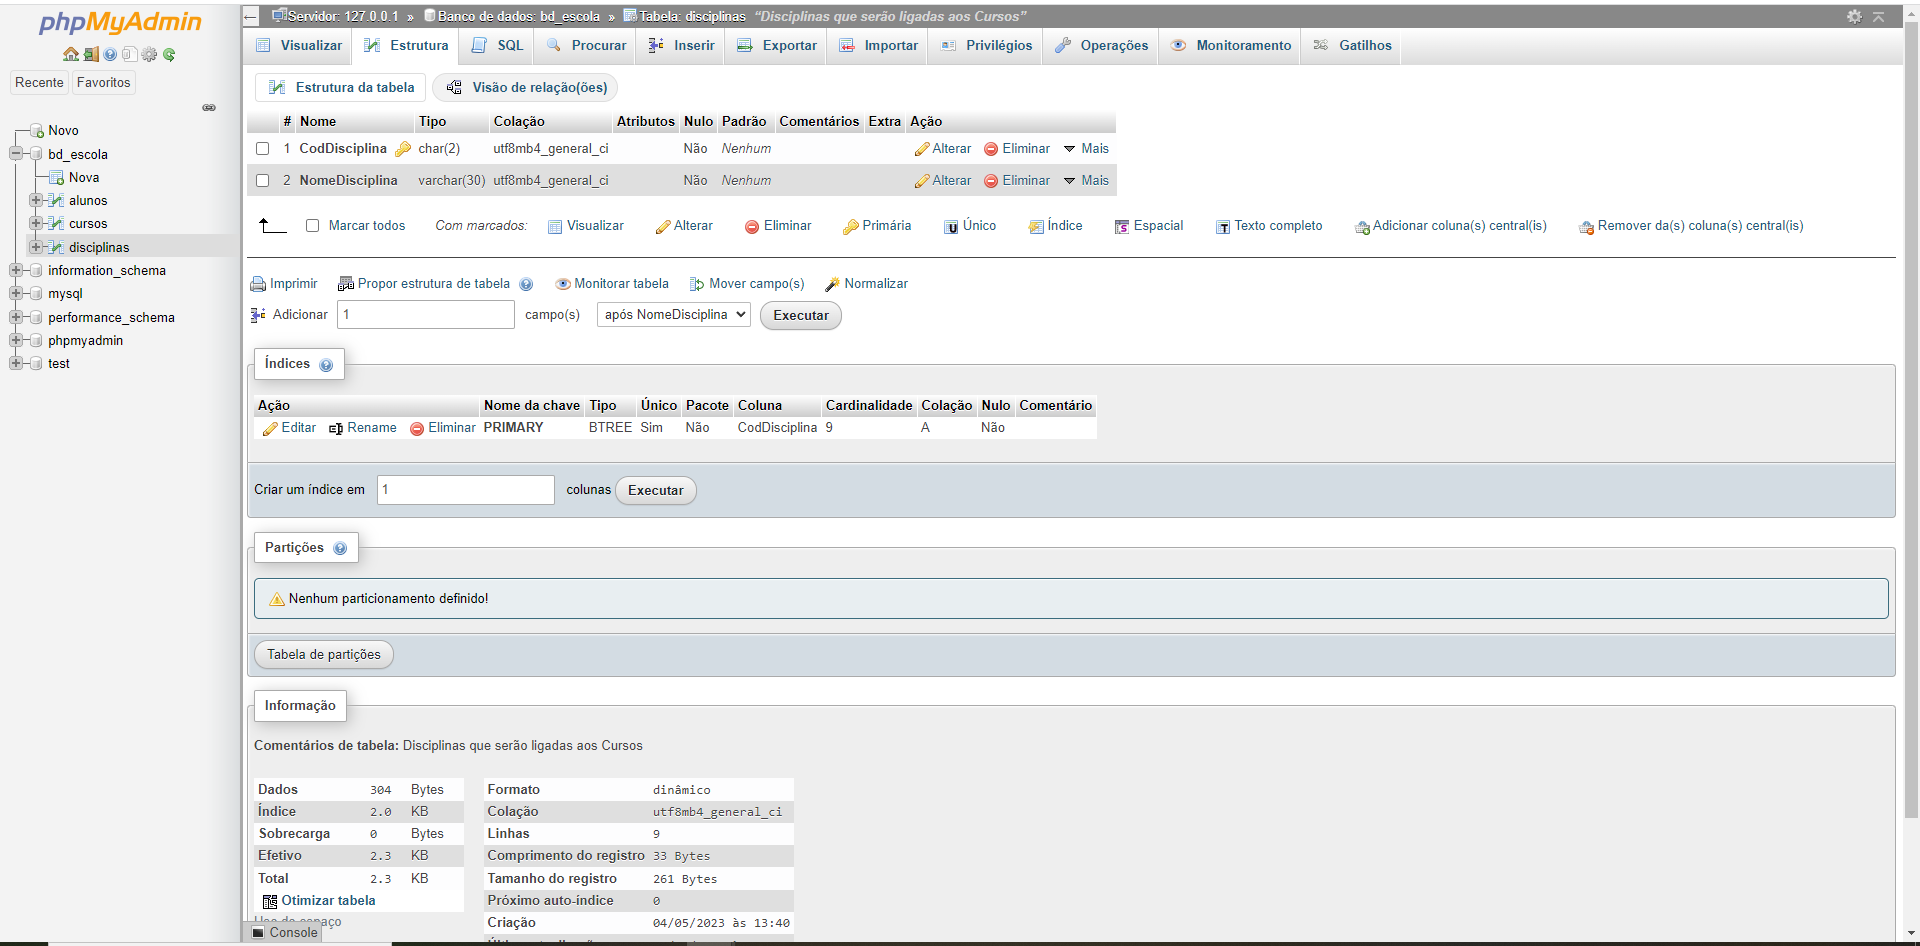 phpMyAdmin
Recente Favoritos
Novo
bd_escola
Nova
alunos
cursos
disciplinas
information_schema
mysql
performance_schema
phpmyadmin
test
Servidor: 127.0.0.1 » Banco de dados: bd_escola » Tabela: disciplinas "Disciplinas que serão ligadas aos Cursos"
Visualizar Estrutura SQL Procurar Inserir Exportar Importar Privilégios Operações Monitoramento Gatilhos
Estrutura da tabela Visão de relação(ões)
# Nome Tipo Colação Atributos Nulo Padrão Comentários Extra Ação
1 CodDisciplina char(2) utf8mb4_general_ci Não Nenhum Alterar Eliminar Mais
2 NomeDisciplina varchar(30) utf8mb4_general_ci Não Nenhum Alterar Eliminar Mais
Marcar todos Com marcados: Visualizar Alterar Eliminar Primária Único Índice Espacial Texto completo Adicionar coluna(s) central(is) Remover da(s) coluna(s) central(is)
Imprimir Propor estrutura de tabela Monitorar tabela Mover campo(s) Normalizar
Adicionar 1 campo(s) após NomeDisciplina Executar
Índices
Ação Nome da chave Tipo Único Pacote Coluna Cardinalidade Colação Nulo Comentário
Editar Rename Eliminar PRIMARY BTREE Sim Não CodDisciplina 9 A Não
Criar um índice em 1 colunas Executar
Partições
Nenhum particionamento definido!
Tabela de partições
Informação
Comentários de tabela: Disciplinas que serão ligadas aos Cursos
Dados 304 Bytes
Índice 2.0 KB
Sobrecarga 0 Bytes
Efetivo 2.3 KB
Total 2.3 KB
Otimizar tabela
Uso de espaço
Formato dinâmico
Colação utf8mb4_general_ci
Linhas 9
Comprimento do registro 33 Bytes
Tamanho do registro 261 Bytes
Próximo auto-índice 0
Criação 04/05/2023 às 13:40
Console